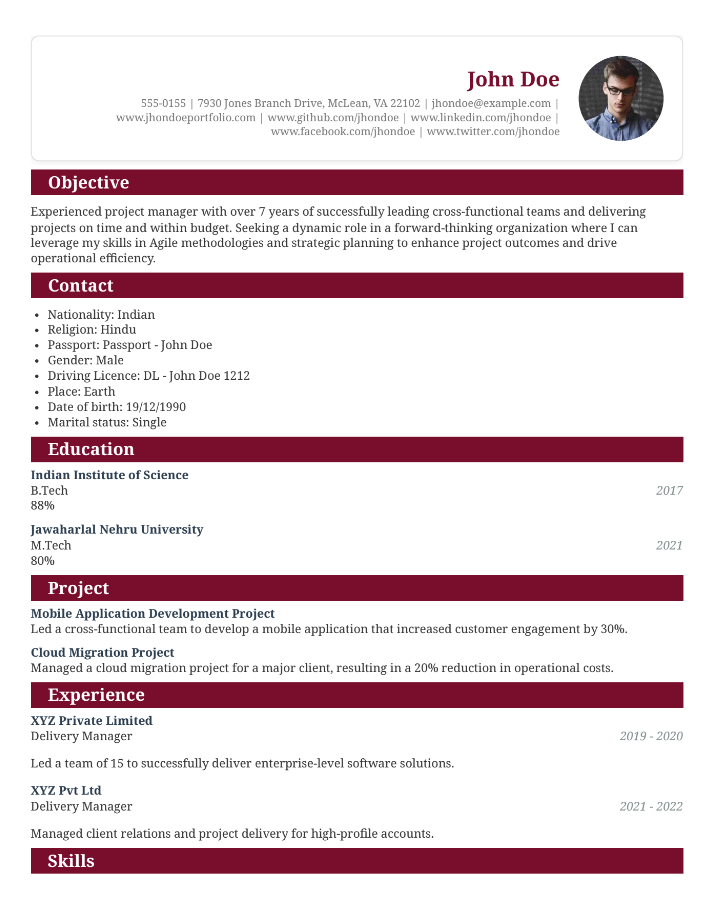 John Doe
555-0155 | 7930 Jones Branch Drive, McLean, VA 22102 | jhondoe@example.com |
www.jhondoeportfolio.com | www.github.com/jhondoe | www.linkedin.com/jhondoe |
www.facebook.com/jhondoe | www.twitter.com/jhondoe
Objective
Experienced project manager with over 7 years of successfully leading cross-functional teams and delivering
projects on time and within budget. Seeking a dynamic role in a forward-thinking organization where I can
leverage my skills in Agile methodologies and strategic planning to enhance project outcomes and drive
operational efficiency.
Contact
• Nationality: Indian
• Religion: Hindu
• Passport: Passport - John Doe
• Gender: Male
• Driving Licence: DL - John Doe 1212
• Place: Earth
• Date of birth: 19/12/1990
• Marital status: Single
Education
Indian Institute of Science
B.Tech 2017
88%
Jawaharlal Nehru University
M.Tech 2021
80%
Project
Mobile Application Development Project
Led a cross-functional team to develop a mobile application that increased customer engagement by 30%.
Cloud Migration Project
Managed a cloud migration project for a major client, resulting in a 20% reduction in operational costs.
Experience
XYZ Private Limited
Delivery Manager 2019 - 2020
Led a team of 15 to successfully deliver enterprise-level software solutions.
XYZ Pvt Ltd
Delivery Manager 2021 - 2022
Managed client relations and project delivery for high-profile accounts.
Skills